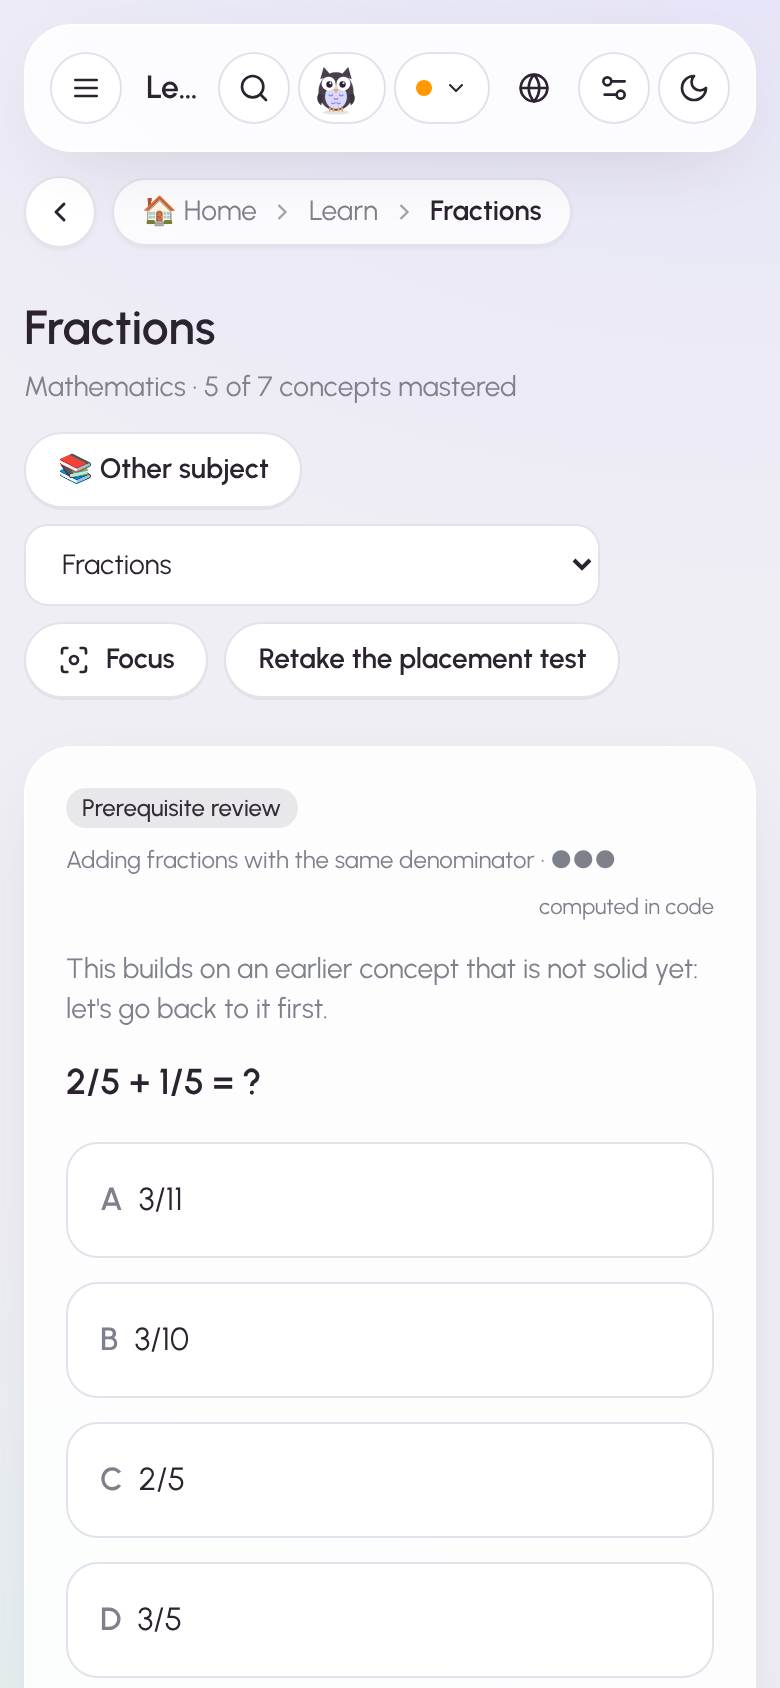 Le...
🏠 Home > Learn > Fractions
Fractions
Mathematics · 5 of 7 concepts mastered
📚 Other subject
Fractions
Focus
Retake the placement test
Prerequisite review
Adding fractions with the same denominator · ●●●
computed in code
This builds on an earlier concept that is not solid yet:
let's go back to it first.
2/5 + 1/5 = ?
A 3/11
B 3/10
C 2/5
D 3/5